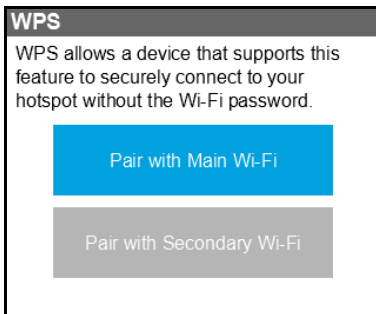 WPS
WPS allows a device that supports this
feature to securely connect to your
hotspot without the Wi-Fi password.
Pair with Main Wi-Fi
Pair with Secondary Wi-Fi